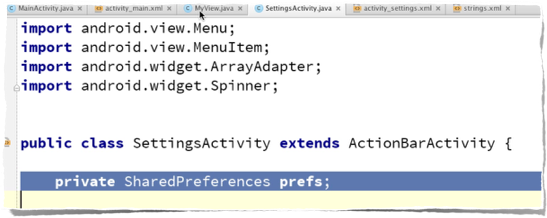 MainActivity.java activity_main.xml MyView.java SettingsActivity.java activity_settings.xml strings.xml
import android.view.Menu;
import android.view.MenuItem;
import android.widget.ArrayAdapter;
import android.widget.Spinner;
public class SettingsActivity extends ActionBarActivity {
private SharedPreferences prefs;